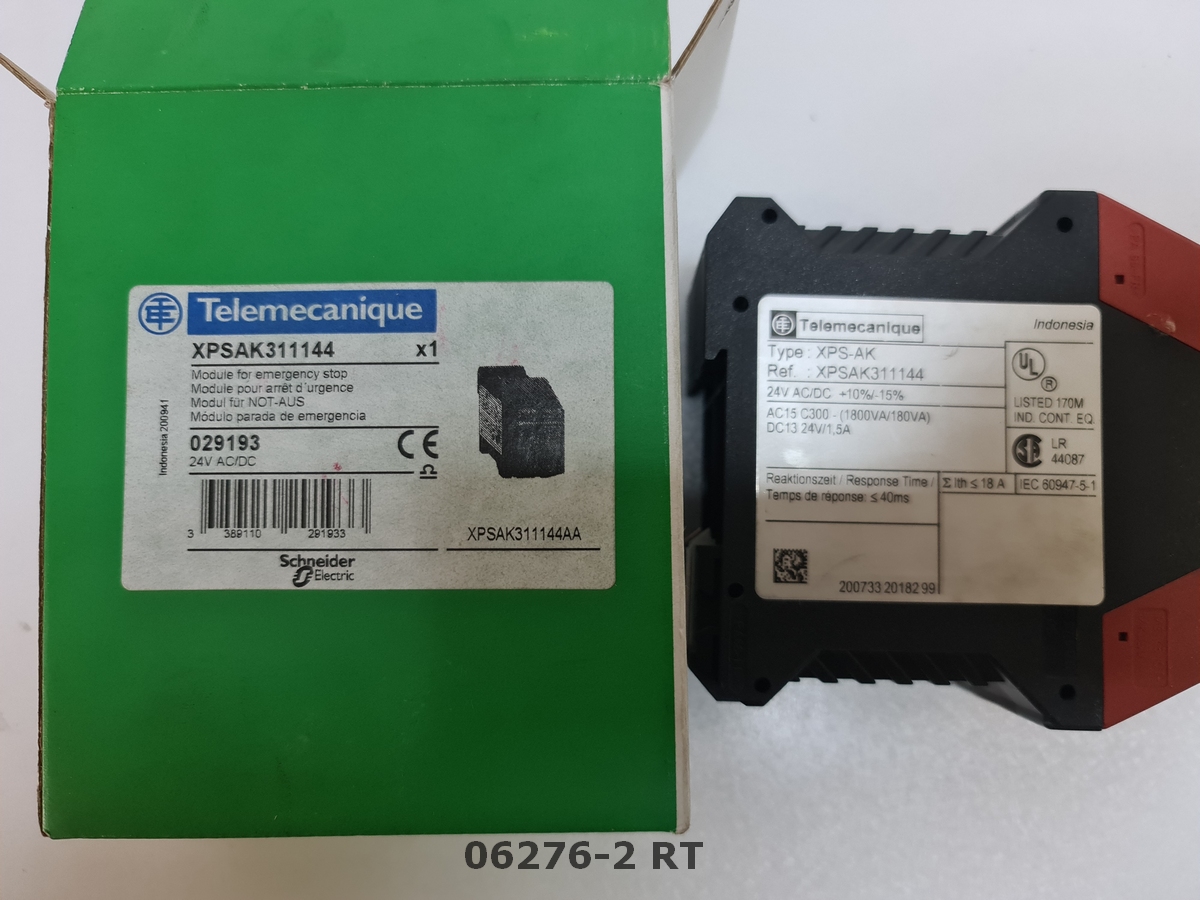 Telemecanique
XPSAK311144 x1
Module for emergency stop
Module pour arrêt d'urgence
Modul für NOT-AUS
Módulo parada de emergencia
Indonesia 200941
029193
24V AC/DC
CE
3 389110 291933
XPSAK311144AA
Schneider
Electric
Telemecanique
Indonesia
Type : XPS-AK
Ref. : XPSAK311144
24V AC/DC +10%/-15%
AC15 C300 - (1800VA/180VA)
DC13 24V/1,5A
UL
®
LISTED 170M
IND. CONT. EQ.
LR
44087
Reaktionszeit / Response Time /
Temps de réponse: ≤ 40ms
Σ Ith ≤ 18 A
IEC 60947-5-1
200733 20182 99
06276-2 RT